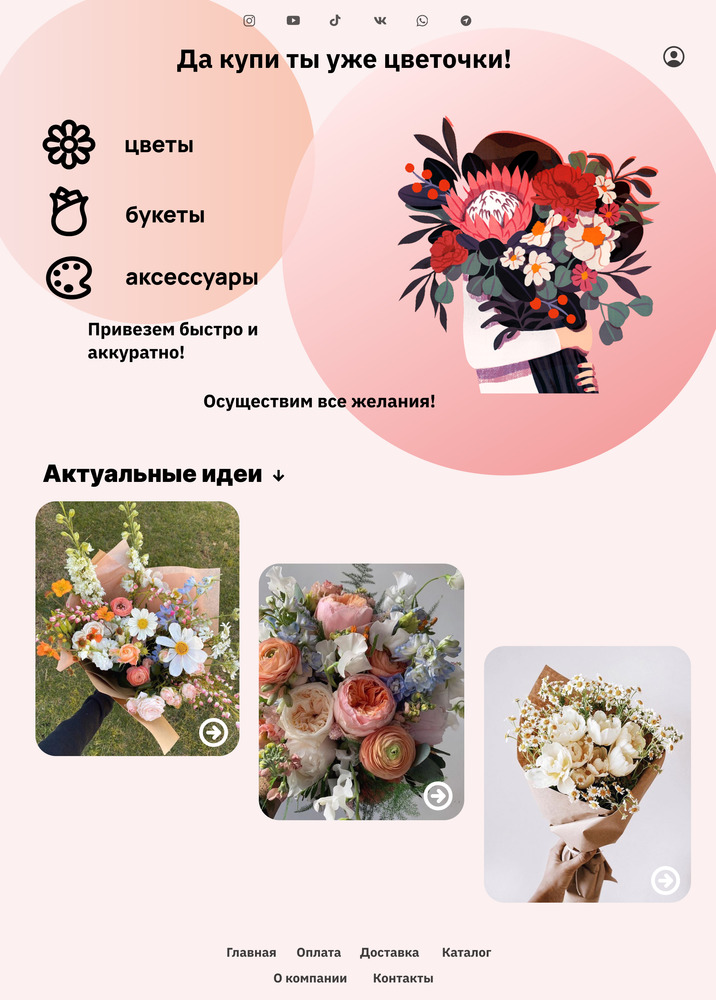 Да купи ты уже цветочки!
цветы
букеты
аксессуары
Привезем быстро и
аккуратно!
Осуществим все желания!
Актуальные идеи ↓
Главная Оплата Доставка Каталог
О компании Контакты